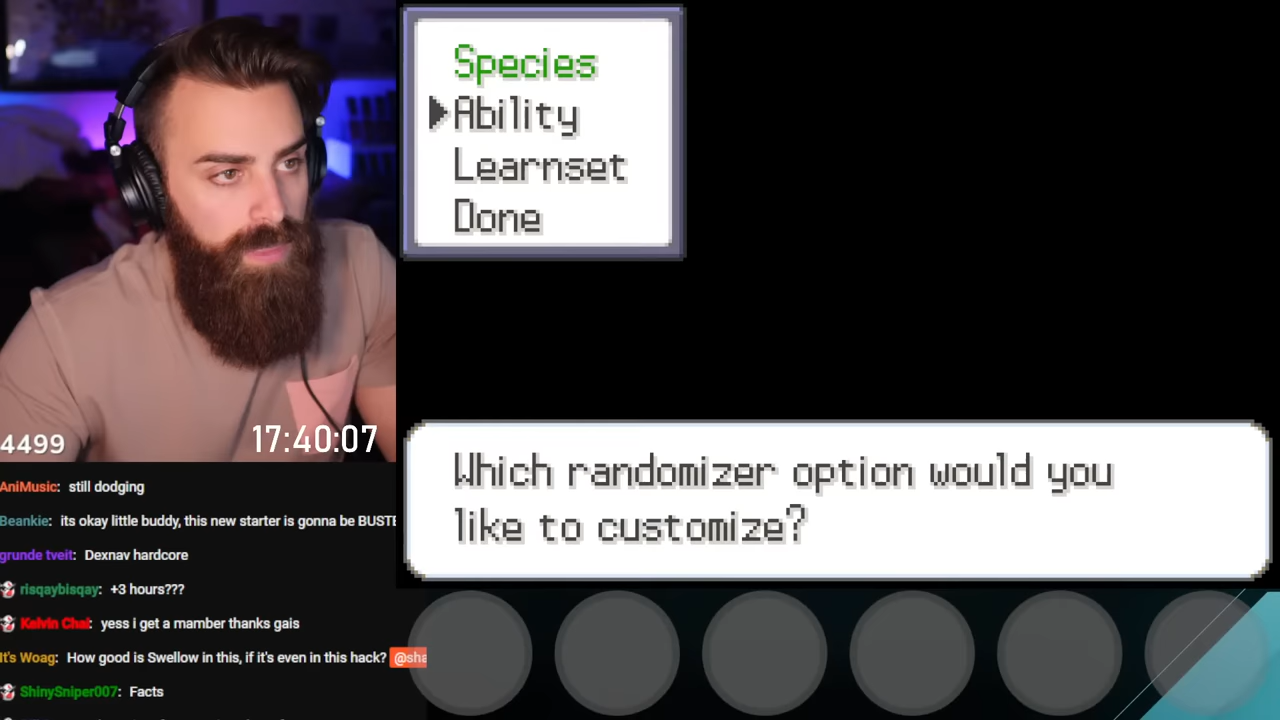 Species
Ability
Learnset
Done
4499
17:40:07
AniMusic: still dodging
Beankie: its okay little buddy, this new starter is gonna be BUSTE
grunde tveit: Dexnav hardcore
risqaybisqay: +3 hours???
Kelvin Chai: yess i get a mamber thanks gais
It's Woag: How good is Swellow in this, if it's even in this hack? @sha
ShinySniper007: Facts
Which randomizer option would you
like to customize?